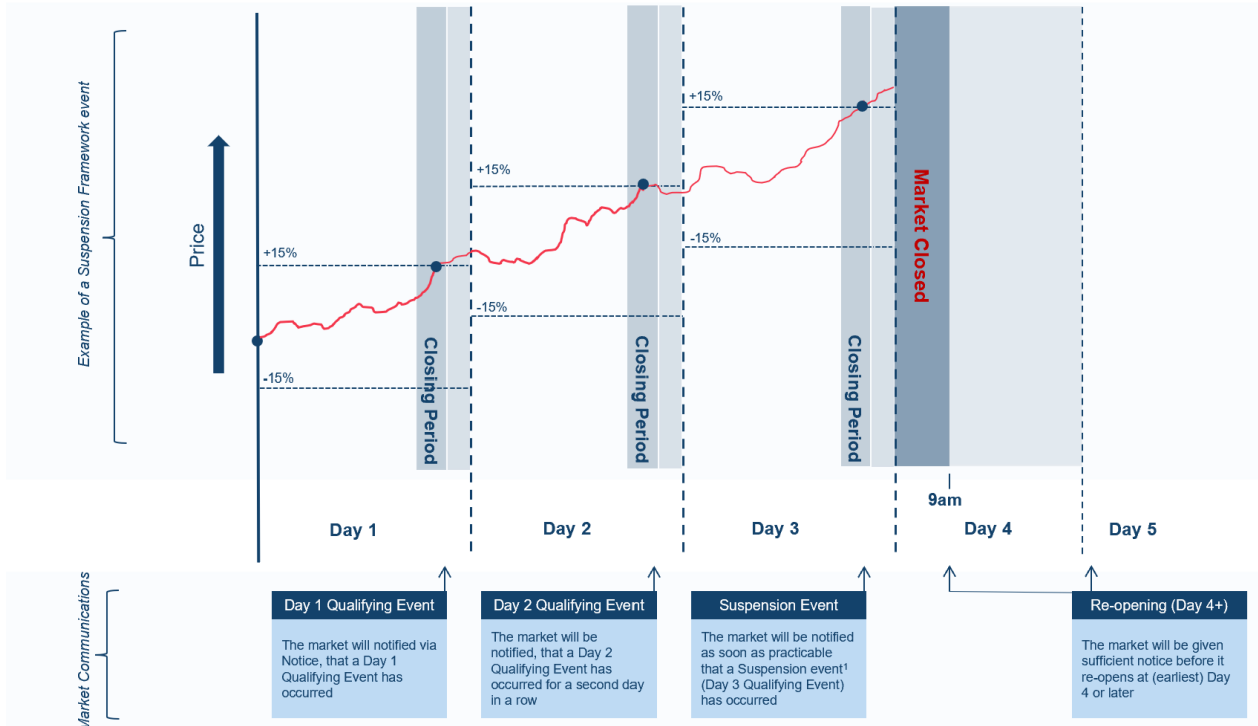 Example of a Suspension Framework event
Price
+15%
-15%
Closing Period
+15%
-15%
Closing Period
+15%
-15%
Closing Period
Market Closed
9am
Day 1
Day 2
Day 3
Day 4
Day 5
Market Communications
Day 1 Qualifying Event
The market will notified via
Notice, that a Day 1
Qualifying Event has
occurred
Day 2 Qualifying Event
The market will be
notified, that a Day 2
Qualifying Event has
occurred for a second day
in a row
Suspension Event
The market will be notified
as soon as practicable
that a Suspension event¹
(Day 3 Qualifying Event)
has occurred
Re-opening (Day 4+)
The market will be given
sufficient notice before it
re-opens at (earliest) Day
4 or later